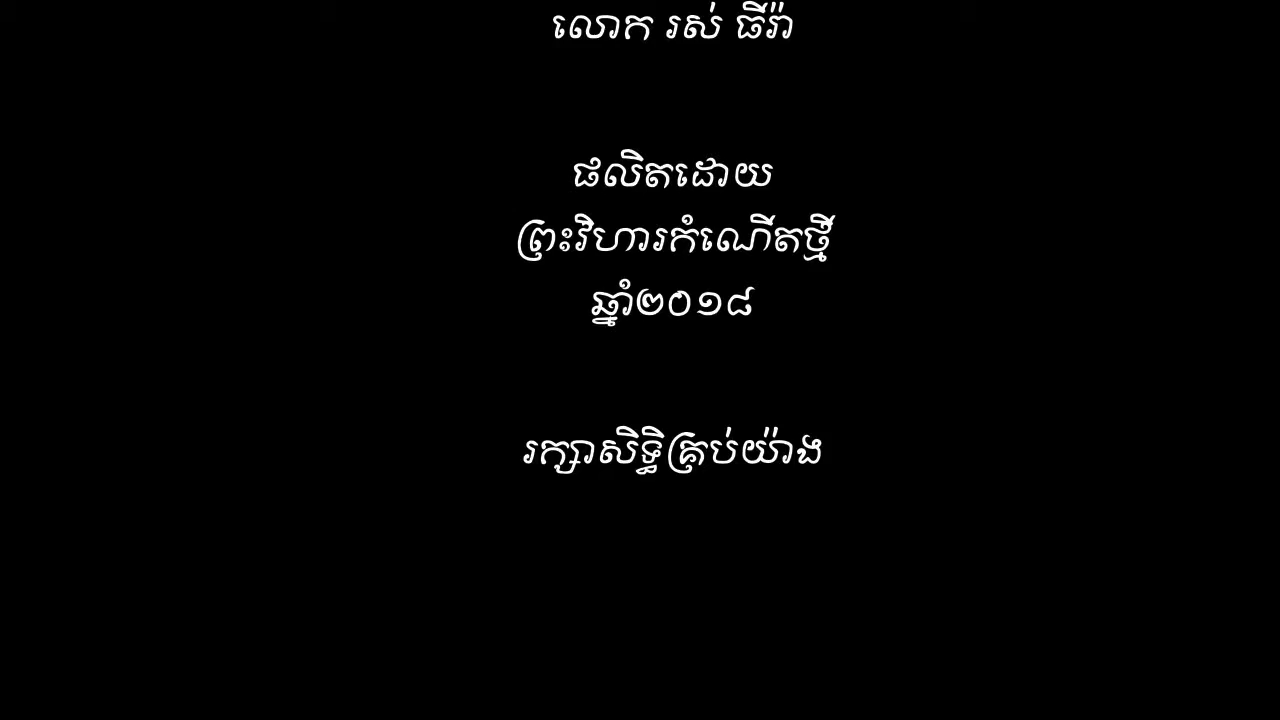 លោក រស់ ធីរ៉ា
ផលិតដោយ
ព្រះវិហារកំណើតថ្មី
ឆ្នាំ២០១៨
រក្សាសិទ្ធិគ្រប់យ៉ាង